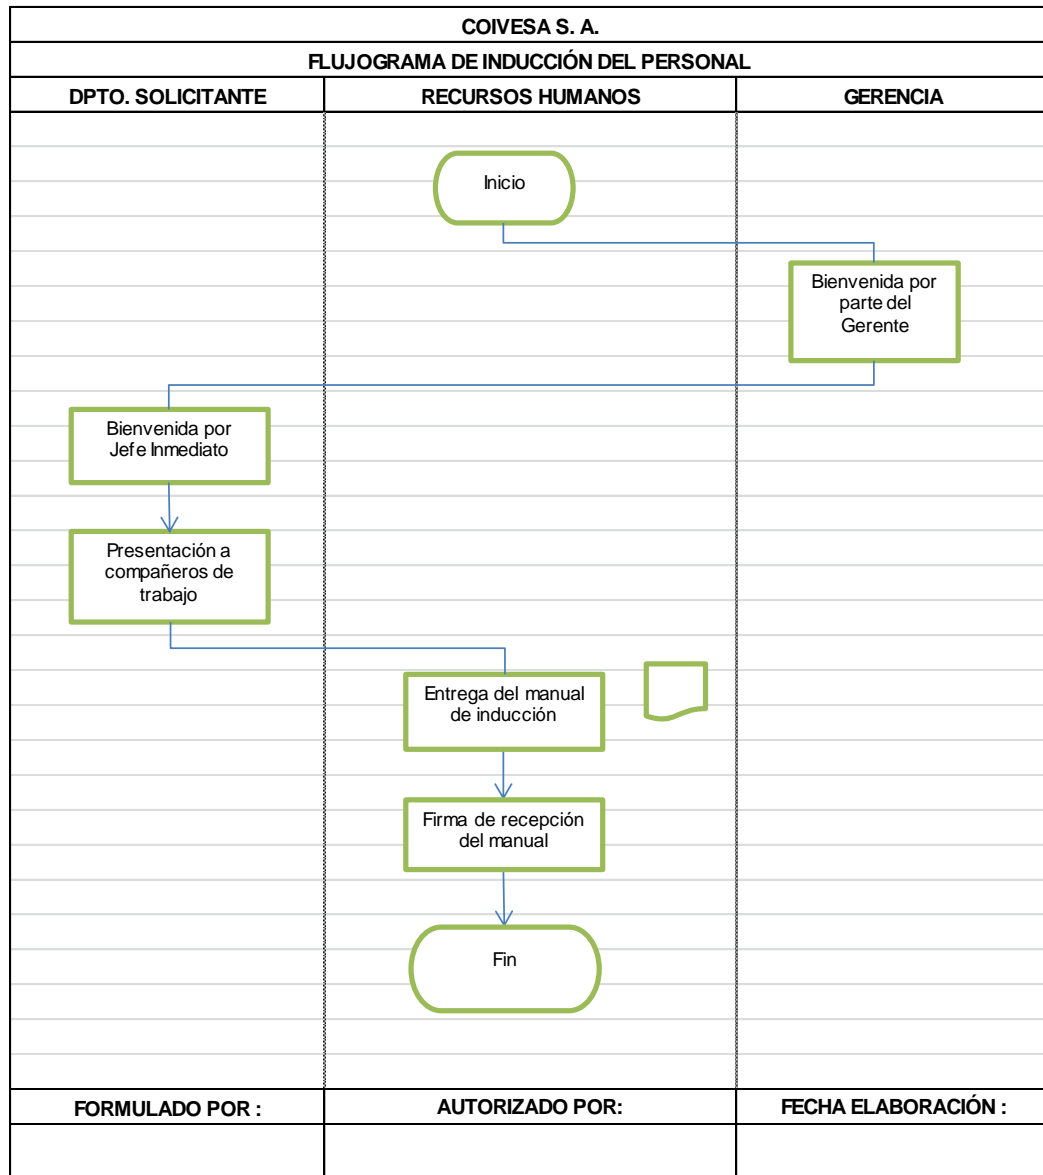 COIVESA S. A.
FLUJOGRAMA DE INDUCCIÓN DEL PERSONAL
DPTO. SOLICITANTE
RECURSOS HUMANOS
GERENCIA
Inicio
Bienvenida por
parte del
Gerente
Bienvenida por
Jefe Inmediato
Presentación a
compañeros de
trabajo
Entrega del manual
de inducción
Firma de recepción
del manual
Fin
FORMULADO POR :
AUTORIZADO POR:
FECHA ELABORACIÓN :